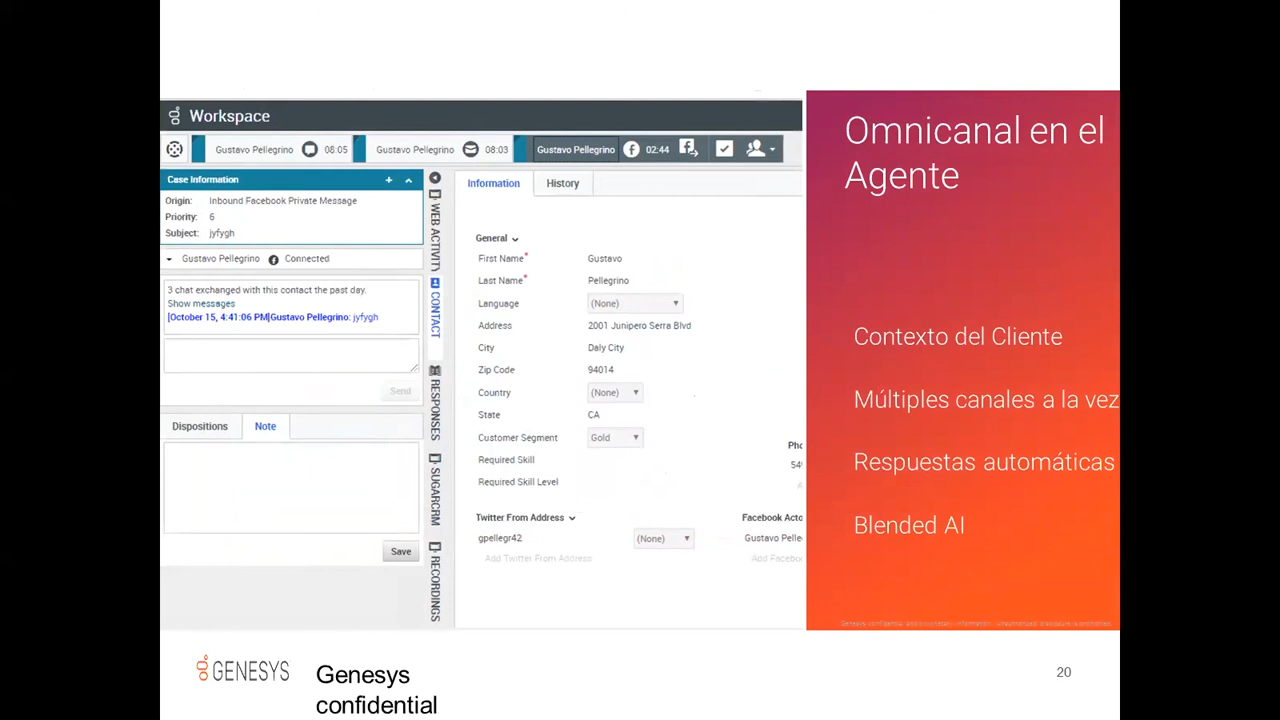 Workspace
Gustavo Pellegrino 08:05
Gustavo Pellegrino 08:03
Gustavo Pellegrino 02:44
Case Information
Origin: Inbound Facebook Private Message
Priority: 6
Subject: jyfygh
Gustavo Pellegrino Connected
3 chat exchanged with this contact the past day.
Show messages
[October 15, 4:41:06 PM]Gustavo Pellegrino: jyfygh
Send
Dispositions Note
Save
WEB ACTIVITY
CONTACT
RESPONSES
SUGARCRM
RECORDINGS
Information History
General
First Name* Gustavo
Last Name* Pellegrino
Language (None)
Address 2001 Junipero Serra Blvd
City Daly City
Zip Code 94014
Country (None)
State CA
Customer Segment Gold
Required Skill
Required Skill Level
Pho
549
Twitter From Address
gpellegr42 (None)
Add Twitter From Address
Facebook Acto
Gustavo Pelle
Add Facebo
Omnicanal en el
Agente
Contexto del Cliente
Múltiples canales a la vez
Respuestas automáticas
Blended AI
GENESYS
Genesys
confidential
20